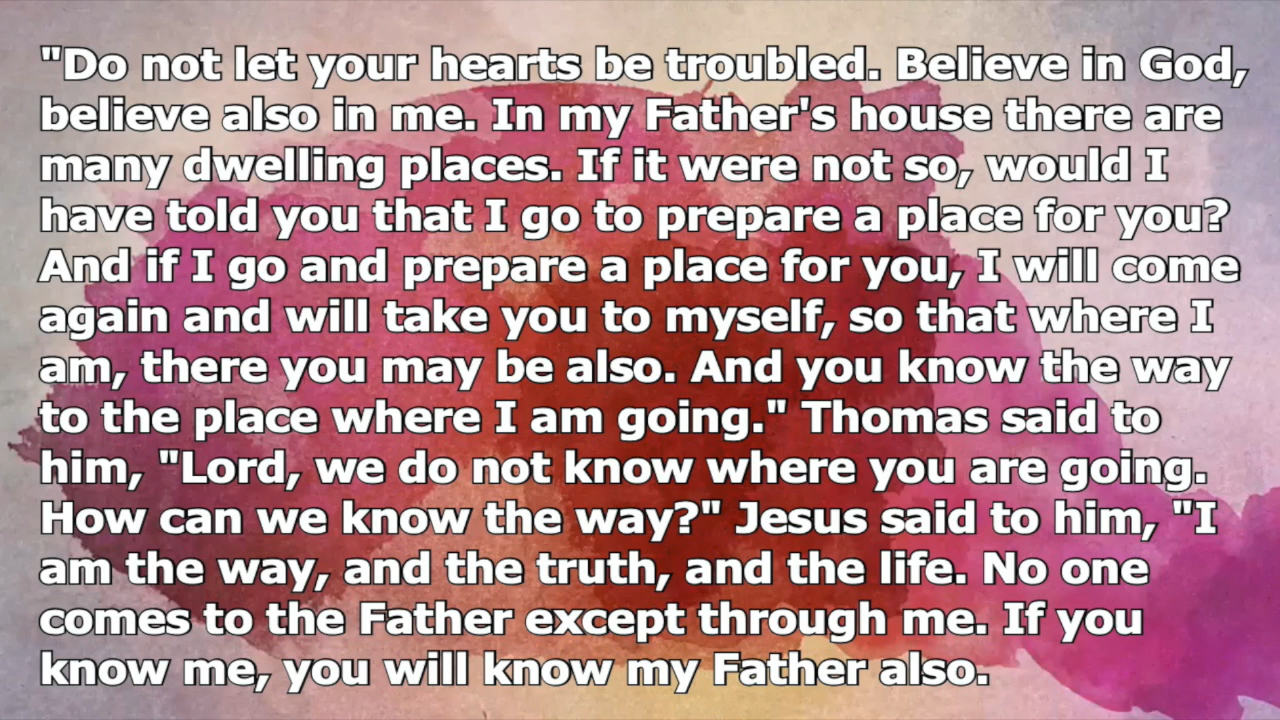 "Do not let your hearts be troubled. Believe in God,
believe also in me. In my Father's house there are
many dwelling places. If it were not so, would I
have told you that I go to prepare a place for you?
And if I go and prepare a place for you, I will come
again and will take you to myself, so that where I
am, there you may be also. And you know the way
to the place where I am going." Thomas said to
him, "Lord, we do not know where you are going.
How can we know the way?" Jesus said to him, "I
am the way, and the truth, and the life. No one
comes to the Father except through me. If you
know me, you will know my Father also.